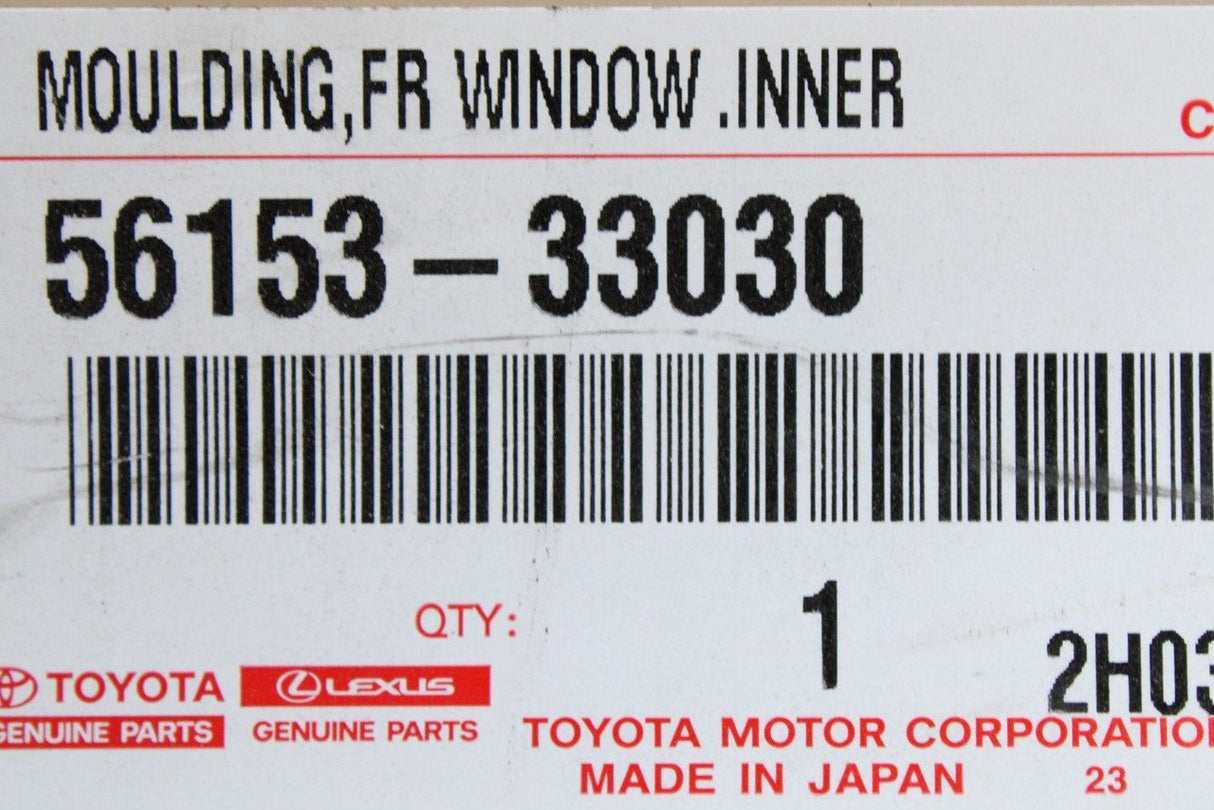 MOULDING,FR WINDOW .INNER
C
56153-33030
QTY: 1
2H03
TOYOTA
GENUINE PARTS
LEXUS
GENUINE PARTS
TOYOTA MOTOR CORPORATION
MADE IN JAPAN 23